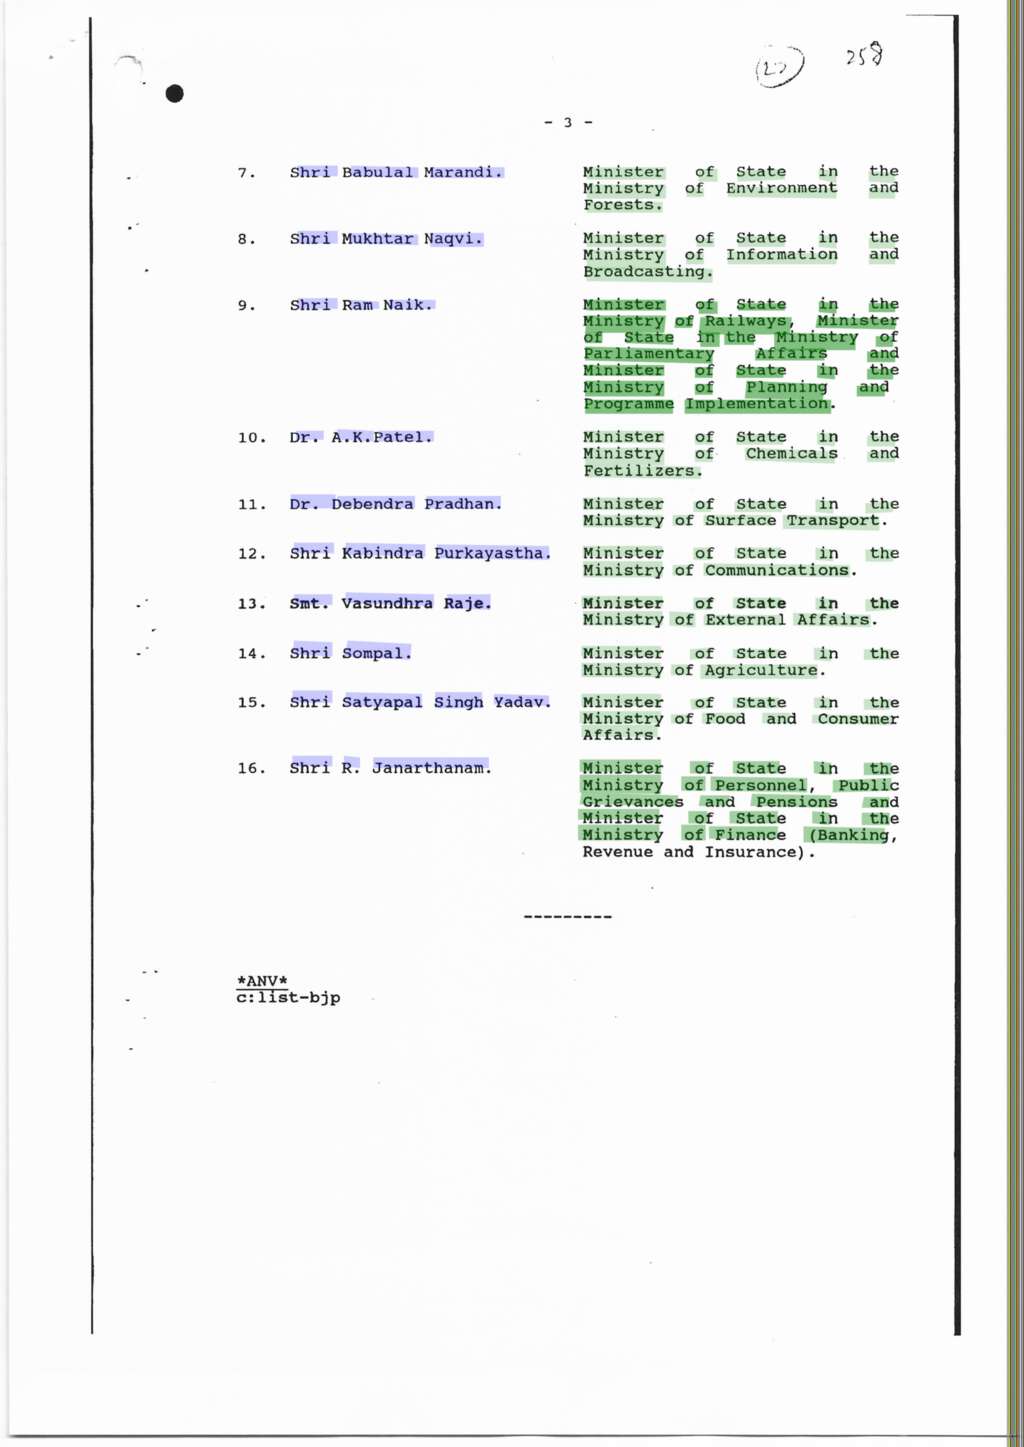 (20) 258
- 3 -
7. Shri Babulal Marandi. Minister of State in the
Ministry of Environment and
Forests.
8. Shri Mukhtar Naqvi. Minister of State in the
Ministry of Information and
Broadcasting.
9. Shri Ram Naik. Minister of State in the
Ministry of Railways, Minister
of State in the Ministry of
Parliamentary Affairs and
Minister of State in the
Ministry of Planning and
Programme Implementation.
10. Dr. A.K.Patel. Minister of State in the
Ministry of Chemicals and
Fertilizers.
11. Dr. Debendra Pradhan. Minister of State in the
Ministry of Surface Transport.
12. Shri Kabindra Purkayastha. Minister of State in the
Ministry of Communications.
13. Smt. Vasundhra Raje. Minister of State in the
Ministry of External Affairs.
14. Shri Sompal. Minister of State in the
Ministry of Agriculture.
15. Shri Satyapal Singh Yadav. Minister of State in the
Ministry of Food and Consumer
Affairs.
16. Shri R. Janarthanam. Minister of State in the
Ministry of Personnel, Public
Grievances and Pensions and
Minister of State in the
Ministry of Finance (Banking,
Revenue and Insurance).
---------
*ANV*
c:list-bjp